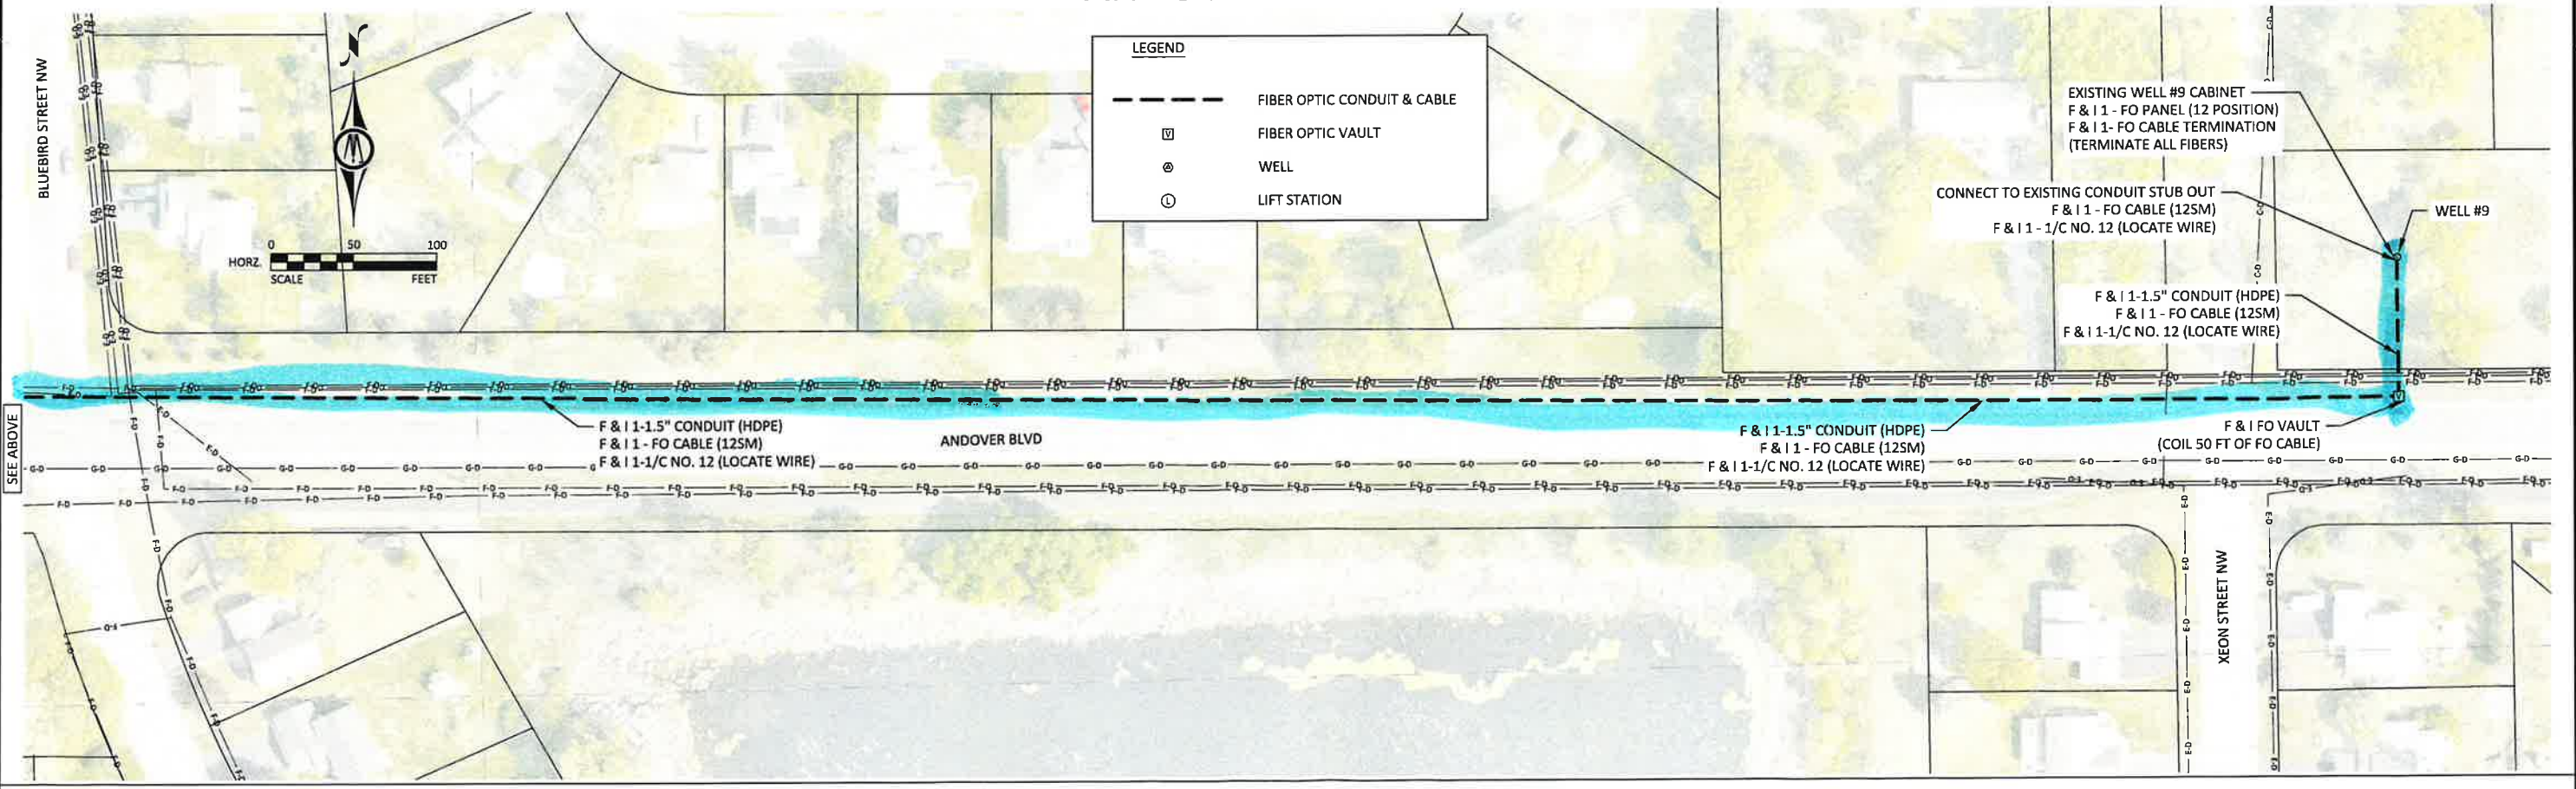 BLUEBIRD STREET NW
N
0 50 100
HORZ.
SCALE FEET
LEGEND
FIBER OPTIC CONDUIT & CABLE
V FIBER OPTIC VAULT
WELL
L LIFT STATION
EXISTING WELL #9 CABINET
F & I 1 - FO PANEL (12 POSITION)
F & I 1- FO CABLE TERMINATION
(TERMINATE ALL FIBERS)
CONNECT TO EXISTING CONDUIT STUB OUT
F & I 1 - FO CABLE (12SM)
F & I 1 - 1/C NO. 12 (LOCATE WIRE)
WELL #9
F & I 1-1.5" CONDUIT (HDPE)
F & I 1 - FO CABLE (12SM)
F & I 1-1/C NO. 12 (LOCATE WIRE)
SEE ABOVE
F & I 1-1.5" CONDUIT (HDPE)
F & I 1 - FO CABLE (12SM)
F & I 1-1/C NO. 12 (LOCATE WIRE)
ANDOVER BLVD
F & I 1-1.5" CONDUIT (HDPE)
F & I 1 - FO CABLE (12SM)
F & I 1-1/C NO. 12 (LOCATE WIRE)
F & I FO VAULT
(COIL 50 FT OF FO CABLE)
XEON STREET NW